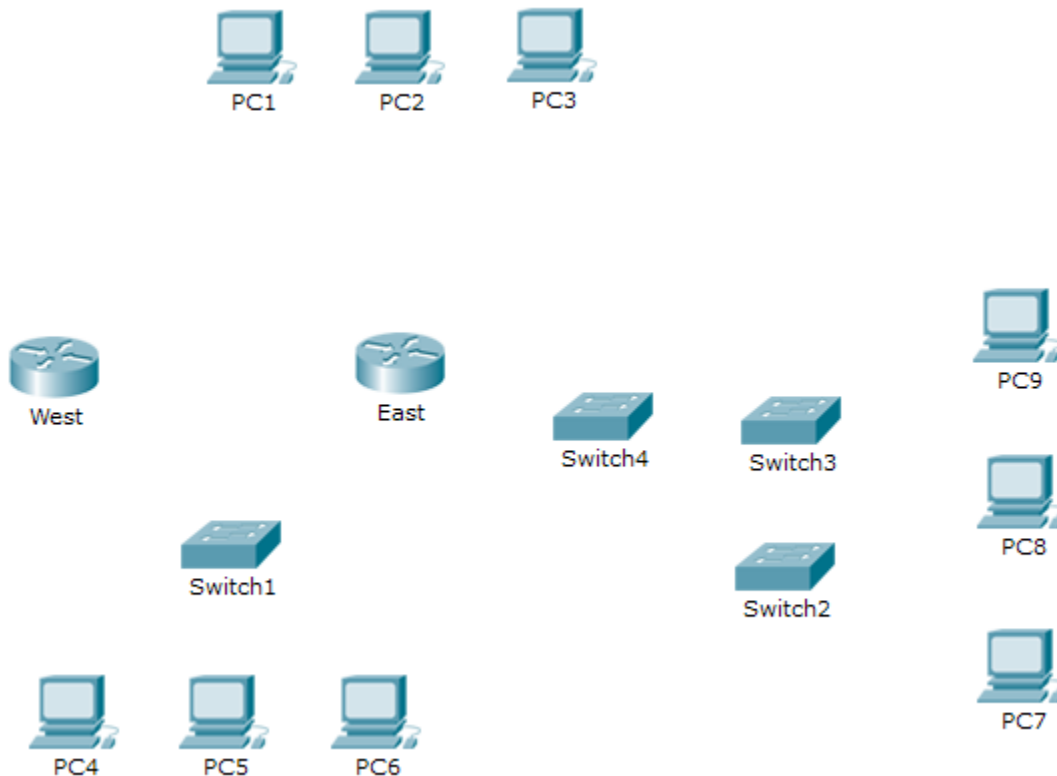 PC1
PC2
PC3
West
East
PC9
Switch4
Switch3
PC8
Switch1
Switch2
PC7
PC4
PC5
PC6